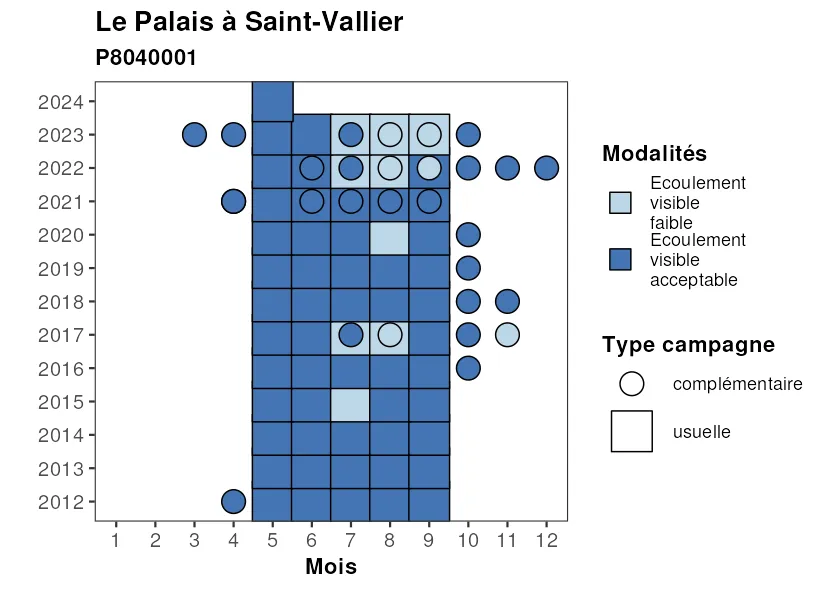 Le Palais à Saint-Vallier
P8040001
2024
2023
2022
2021
2020
2019
2018
2017
2016
2015
2014
2013
2012
1 2 3 4 5 6 7 8 9 10 11 12
Mois
Modalités
Ecoulement
visible
faible
Ecoulement
visible
acceptable
Type campagne
complémentaire
usuelle